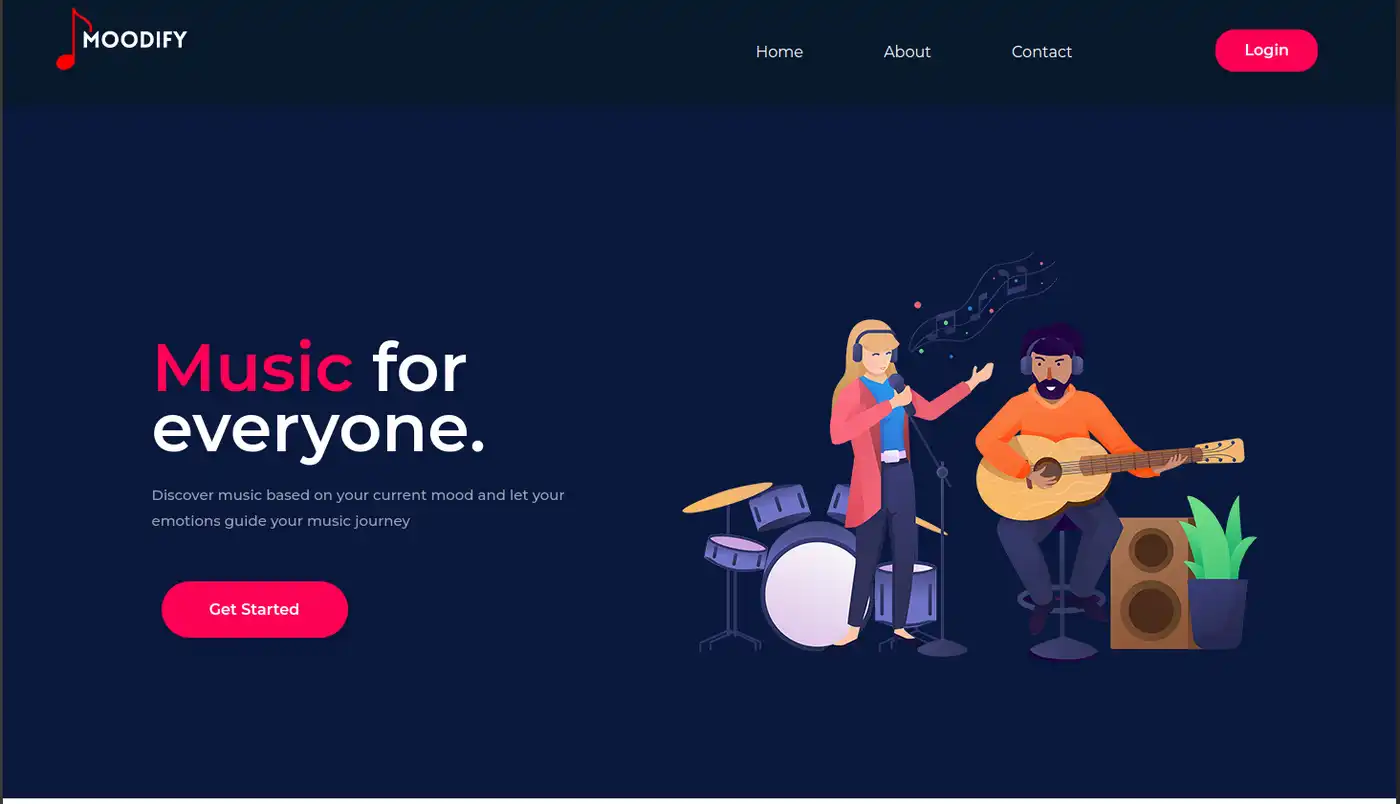 MOODIFY
Home
About
Contact
Login
Music for
everyone.
Discover music based on your current mood and let your
emotions guide your music journey
Get Started